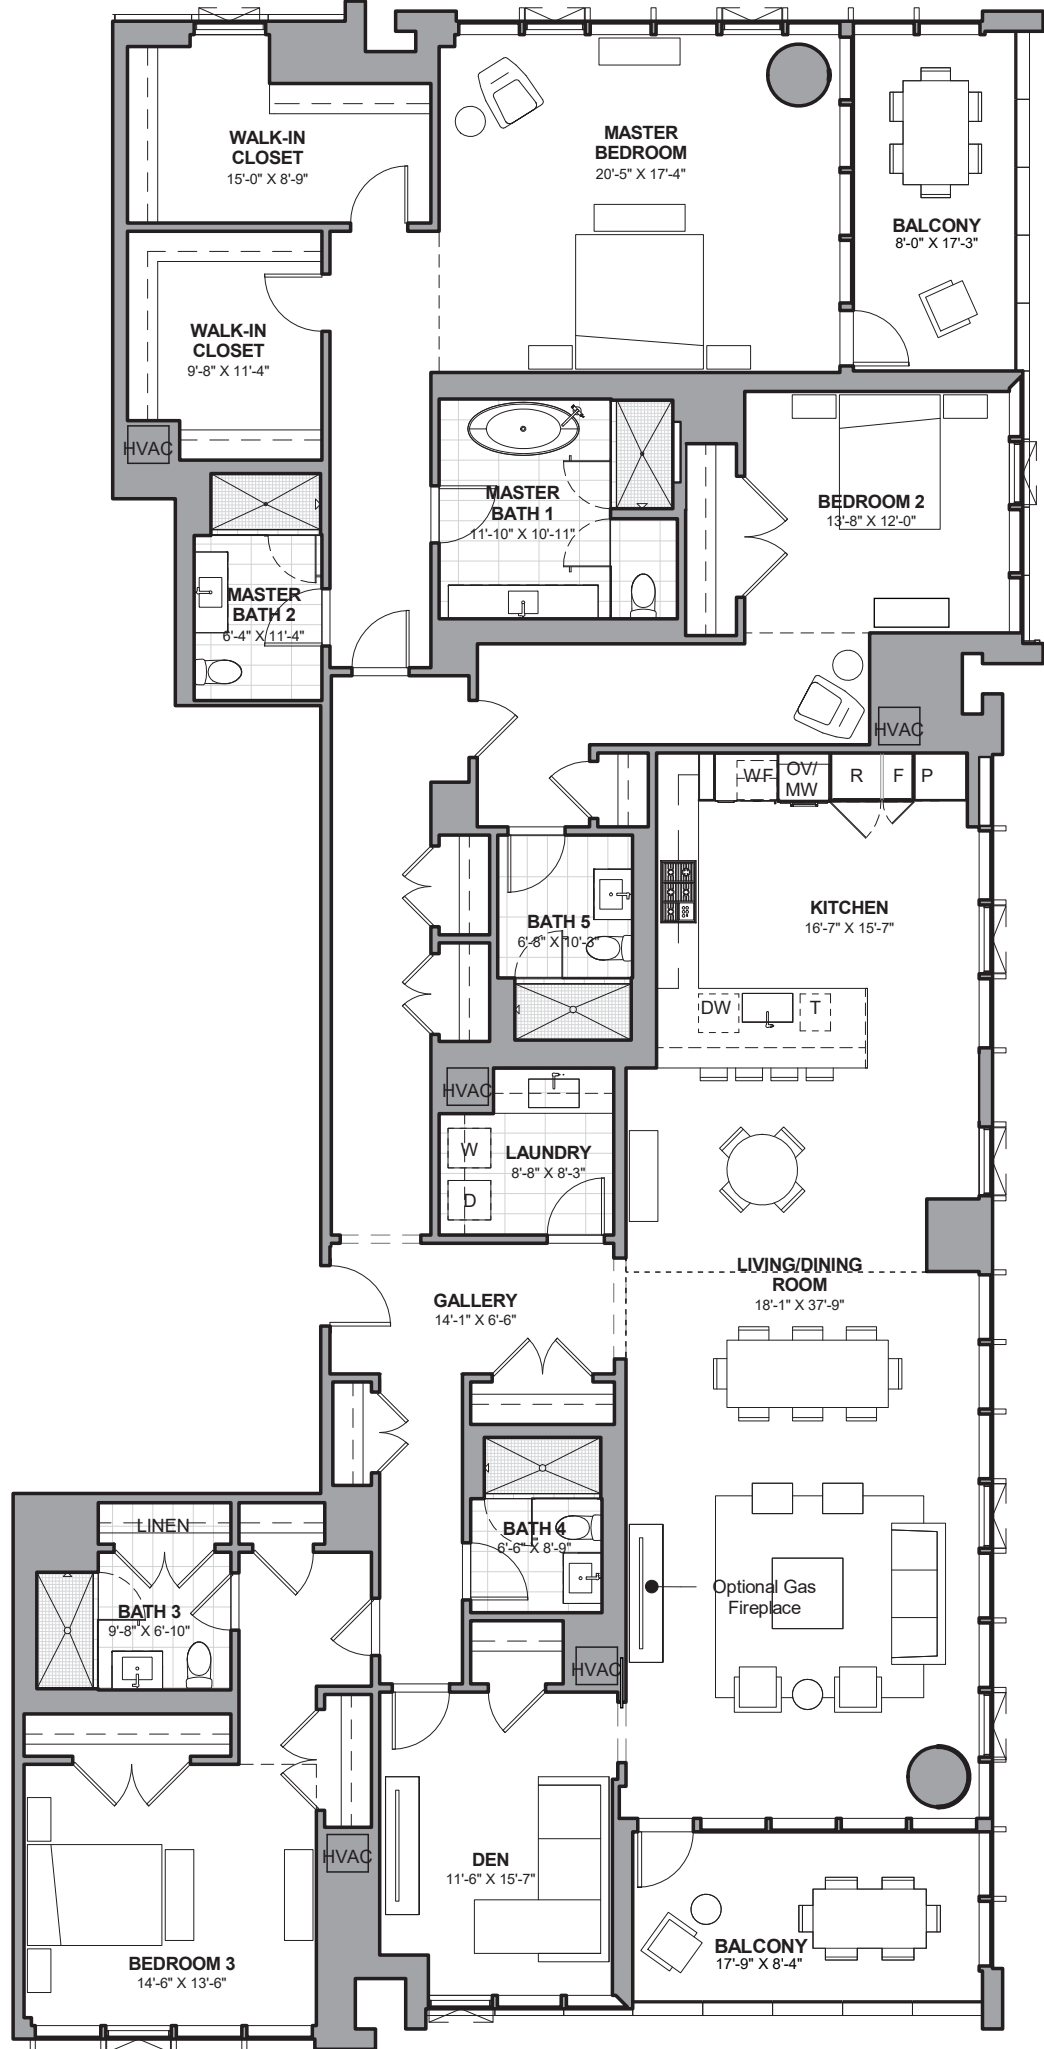 WALK-IN
CLOSET
15'-0" X 8'-9"
MASTER
BEDROOM
20'-5" X 17'-4"
BALCONY
8'-0" X 17'-3"
WALK-IN
CLOSET
9'-8" X 11'-4"
HVAC
MASTER
BATH 1
11'-10" X 10'-11"
BEDROOM 2
13'-8" X 12'-0"
MASTER
BATH 2
6'-4" X 11'-4"
HVAC
WF
OV/
MW
R
F
P
KITCHEN
16'-7" X 15'-7"
BATH 5
6'-8" X 10'-3"
DW
T
HVAC
W
D
LAUNDRY
8'-8" X 8'-3"
LIVING/DINING
ROOM
18'-1" X 37'-9"
GALLERY
14'-1" X 6'-6"
LINEN
BATH 4
6'-6" X 8'-9"
Optional Gas
Fireplace
BATH 3
9'-8" X 6'-10"
HVAC
HVAC
DEN
11'-6" X 15'-7"
BALCONY
17'-9" X 8'-4"
BEDROOM 3
14'-6" X 13'-6"